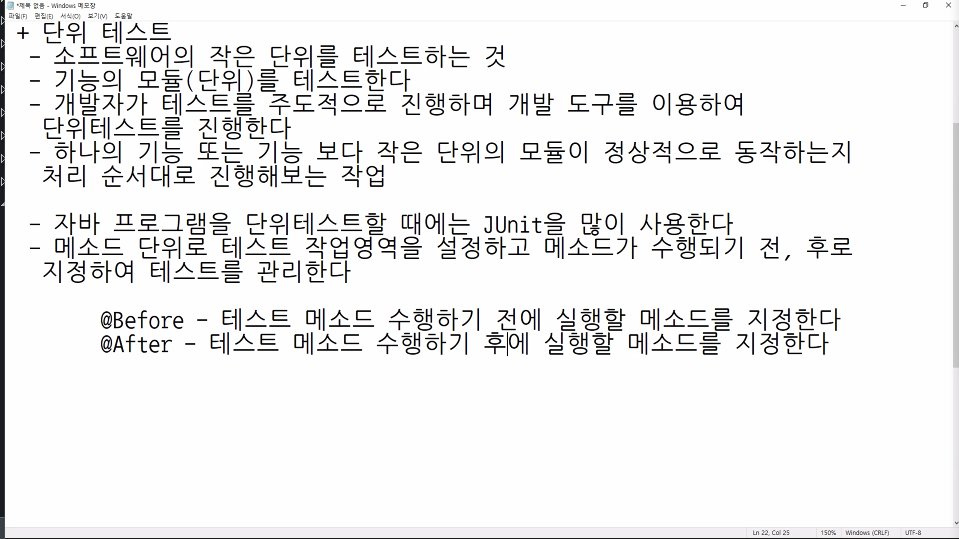 *제목 없음 - Windows 메모장
파일(F) 편집(E) 서식(O) 보기(V) 도움말
+ 단위 테스트
- 소프트웨어의 작은 단위를 테스트하는 것
- 기능의 모듈(단위)를 테스트한다
- 개발자가 테스트를 주도적으로 진행하며 개발 도구를 이용하여
단위테스트를 진행한다
- 하나의 기능 또는 기능 보다 작은 단위의 모듈이 정상적으로 동작하는지
처리 순서대로 진행해보는 작업
- 자바 프로그램을 단위테스트할 때에는 JUnit을 많이 사용한다
- 메소드 단위로 테스트 작업영역을 설정하고 메소드가 수행되기 전, 후로
지정하여 테스트를 관리한다
@Before - 테스트 메소드 수행하기 전에 실행할 메소드를 지정한다
@After - 테스트 메소드 수행하기 후에 실행할 메소드를 지정한다
Ln 22, Col 25 150% Windows (CRLF) UTF-8